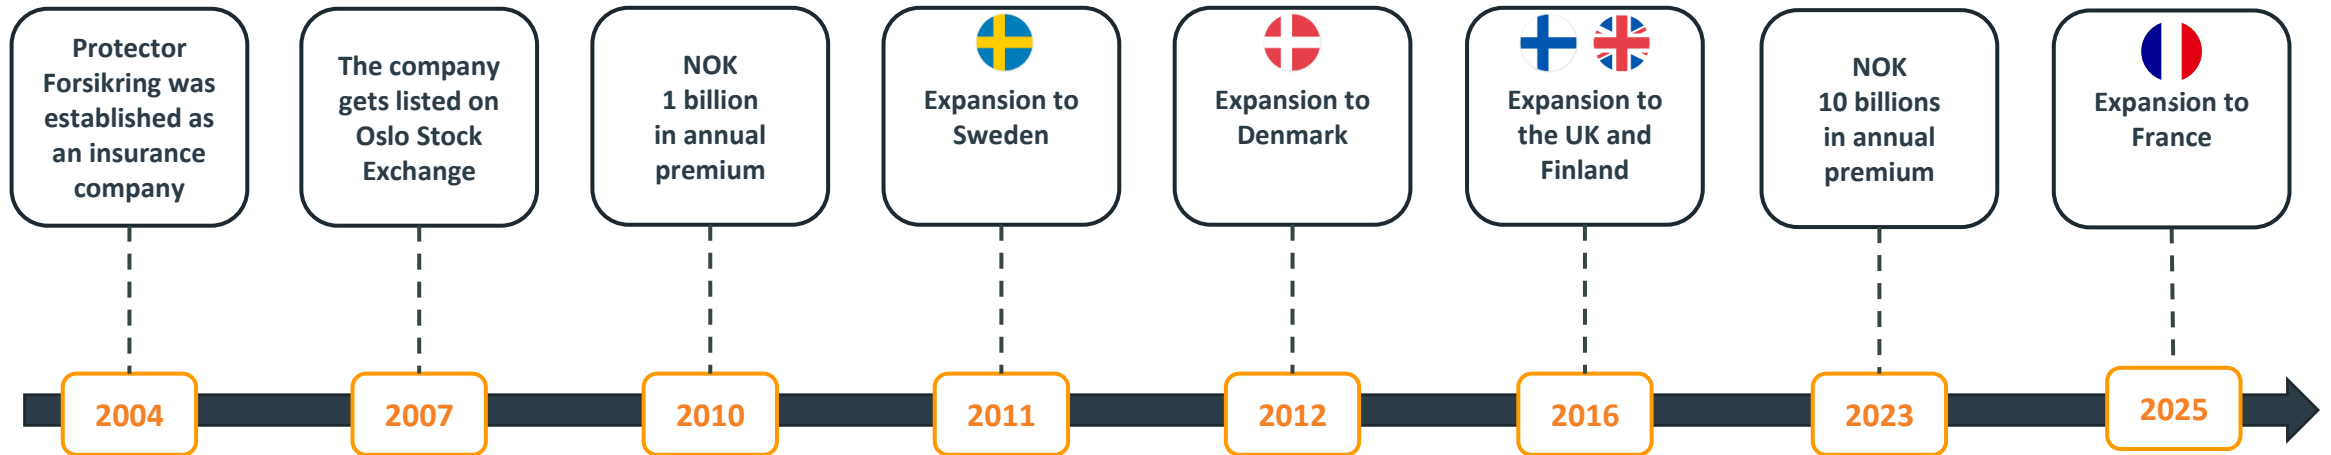 Protector
Forsikring was
established as
an insurance
company
The company
gets listed on
Oslo Stock
Exchange
NOK
1 billion
in annual
premium
Expansion to
Sweden
Expansion to
Denmark
Expansion to
the UK and
Finland
NOK
10 billions
in annual
premium
Expansion to
France
2004
2007
2010
2011
2012
2016
2023
2025